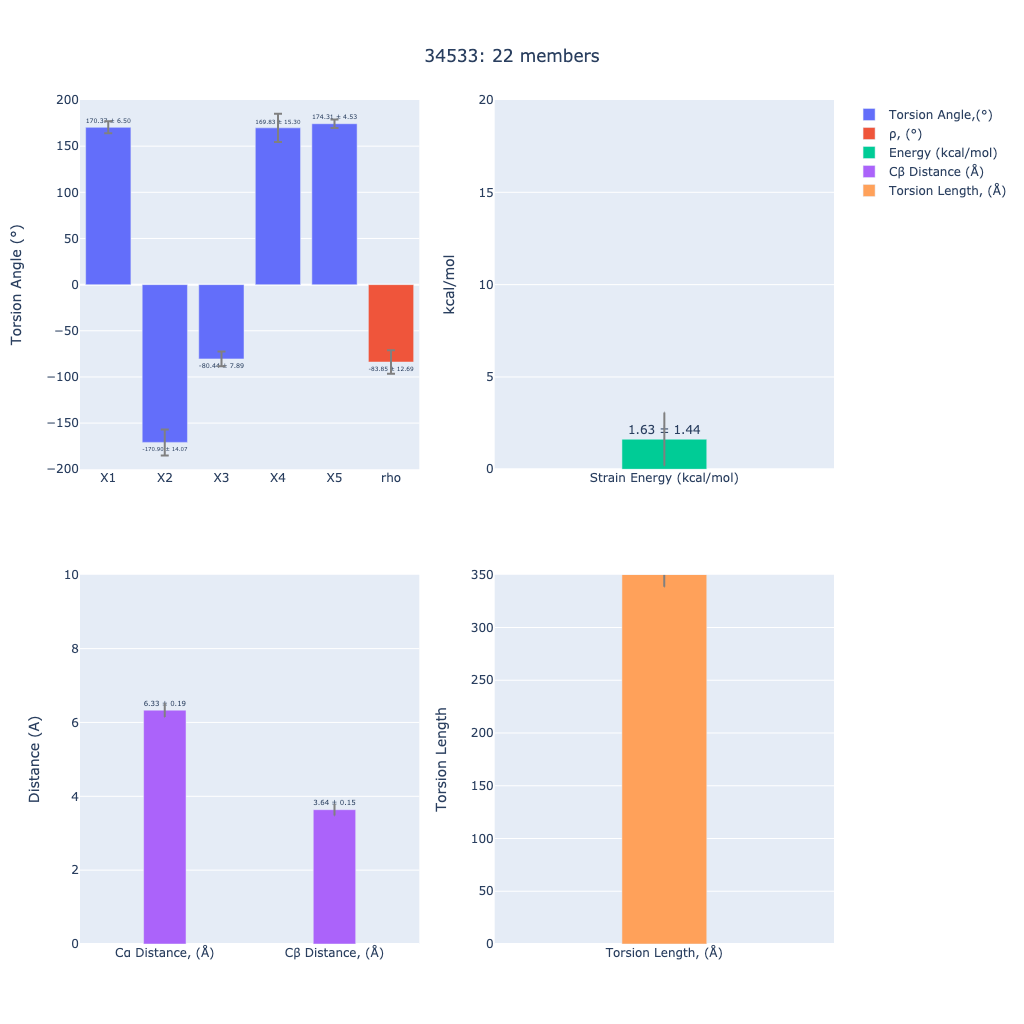 34533: 22 members
Torsion Angle (°)
200
150
100
50
0
−50
−100
−150
−200
170.37 ± 6.50
-170.90 ± 14.07
-80.44 ± 7.89
169.83 ± 15.30
174.31 ± 4.53
-83.85 ± 12.69
X1 X2 X3 X4 X5 rho
kcal/mol
20
15
10
5
0
1.63 ± 1.44
Strain Energy (kcal/mol)
Torsion Angle,(°)
ρ, (°)
Energy (kcal/mol)
Cβ Distance (Å)
Torsion Length, (Å)
Distance (A)
10
8
6
4
2
0
6.33 ± 0.19
3.64 ± 0.15
Cα Distance, (Å) Cβ Distance, (Å)
Torsion Length
350
300
250
200
150
100
50
0
Torsion Length, (Å)